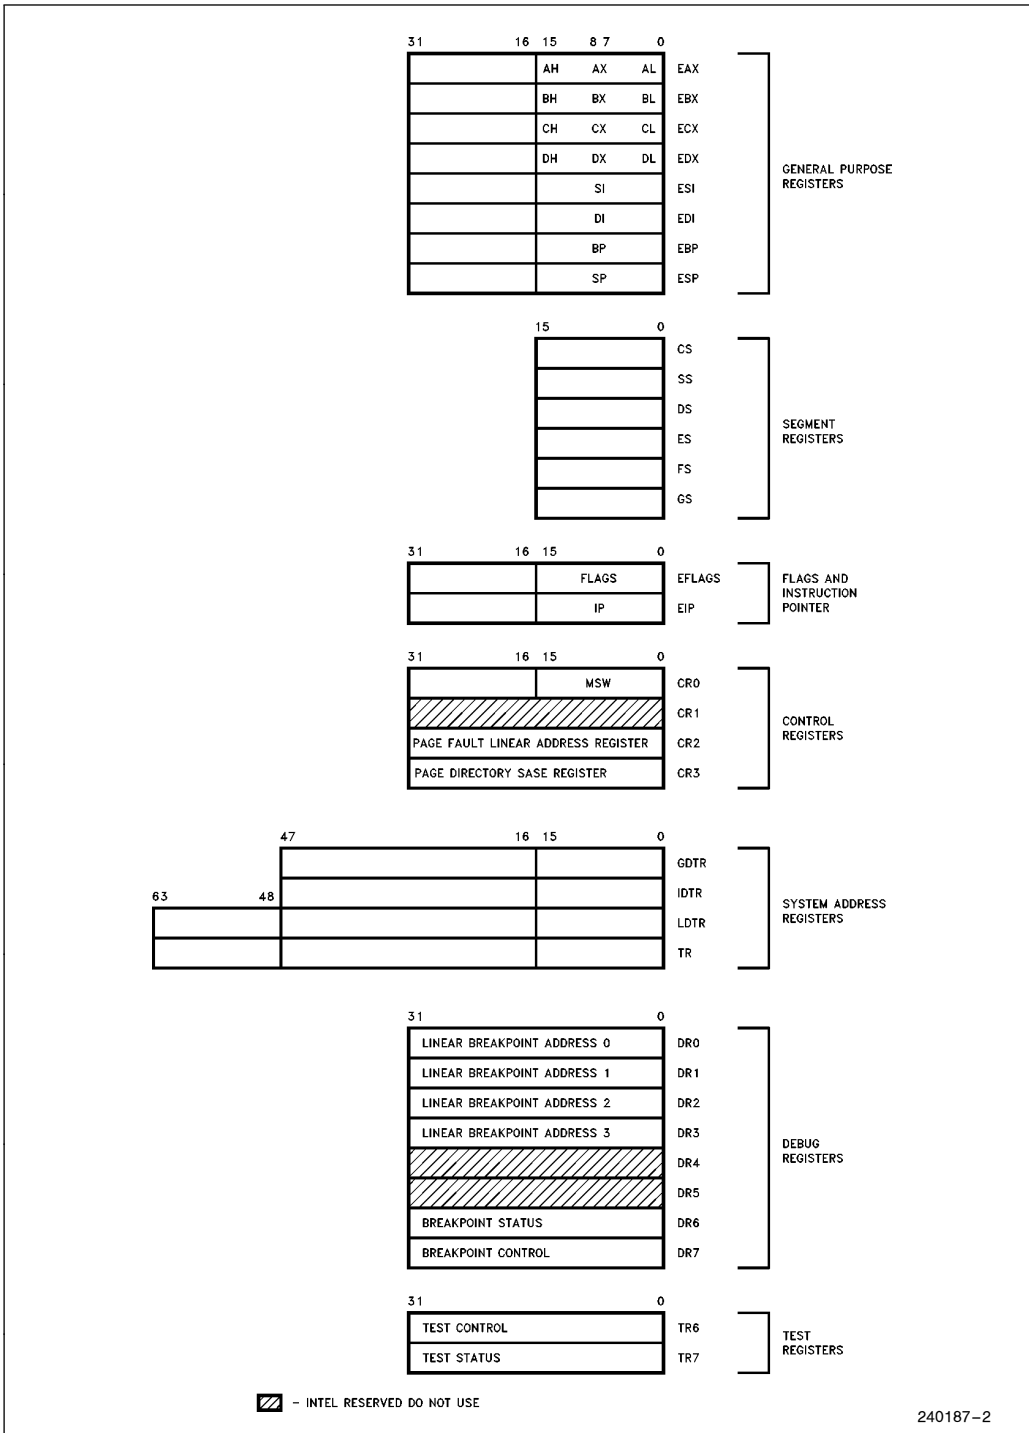 31 16 15 8 7 0
AH AX AL EAX
BH BX BL EBX
CH CX CL ECX
DH DX DL EDX
SI ESI
DI EDI
BP EBP
SP ESP
GENERAL PURPOSE
REGISTERS
15 0
CS
SS
DS
ES
FS
GS
SEGMENT
REGISTERS
31 16 15 0
FLAGS EFLAGS
IP EIP
FLAGS AND
INSTRUCTION
POINTER
31 16 15 0
MSW CR0
CR1
PAGE FAULT LINEAR ADDRESS REGISTER CR2
PAGE DIRECTORY SASE REGISTER CR3
CONTROL
REGISTERS
47 16 15 0
GDTR
63 48 IDTR
LDTR
TR
SYSTEM ADDRESS
REGISTERS
31 0
LINEAR BREAKPOINT ADDRESS 0 DR0
LINEAR BREAKPOINT ADDRESS 1 DR1
LINEAR BREAKPOINT ADDRESS 2 DR2
LINEAR BREAKPOINT ADDRESS 3 DR3
DR4
DR5
BREAKPOINT STATUS DR6
BREAKPOINT CONTROL DR7
DEBUG
REGISTERS
31 0
TEST CONTROL TR6
TEST STATUS TR7
TEST
REGISTERS
– INTEL RESERVED DO NOT USE
240187–2